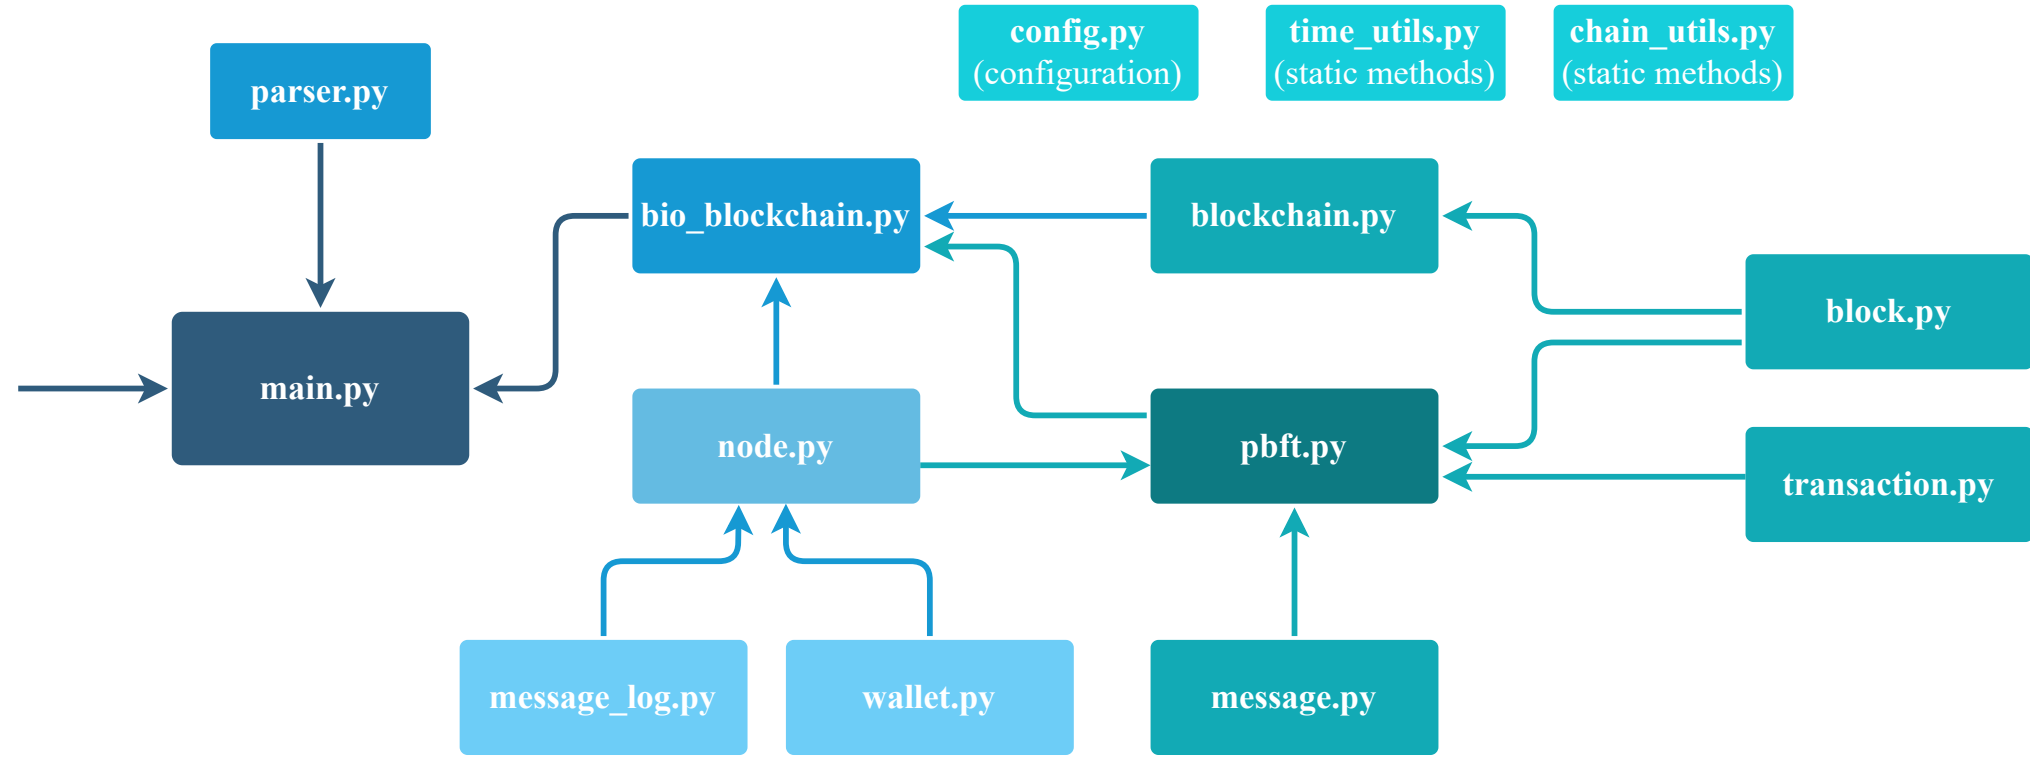 config.py
(configuration)
time_utils.py
(static methods)
chain_utils.py
(static methods)
parser.py
bio_blockchain.py
blockchain.py
block.py
main.py
node.py
pbft.py
transaction.py
message_log.py
wallet.py
message.py